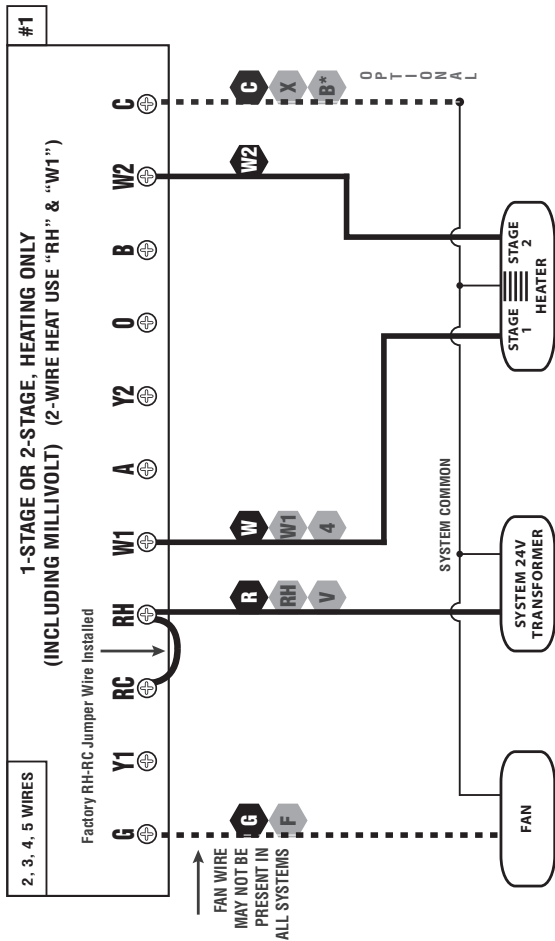 2, 3, 4, 5 WIRES
1-STAGE OR 2-STAGE, HEATING ONLY
(INCLUDING MILLIVOLT) (2-WIRE HEAT USE “RH” & “W1”)
#1
Factory RH-RC Jumper Wire Installed
G Y1 RC RH W1 A Y2 O B W2 C
FAN WIRE
MAY NOT BE
PRESENT IN
ALL SYSTEMS
G
F
R
RH
V
W
W1
4
W2
C
X
B*
OPTIONAL
SYSTEM COMMON
FAN
SYSTEM 24V
TRANSFORMER
STAGE
1
STAGE
2
HEATER